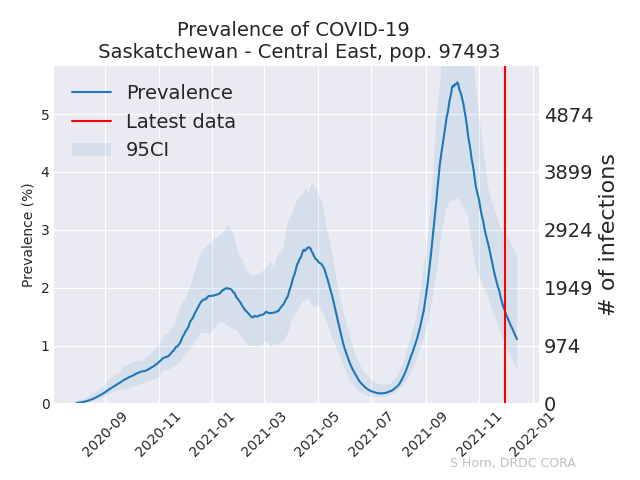 Prevalence of COVID-19
Saskatchewan - Central East, pop. 97493
Prevalence
Latest data
95CI
Prevalence (%)
5
4
3
2
1
0
4874
3899
2924
1949
974
0
# of infections
2020-09
2020-11
2021-01
2021-03
2021-05
2021-07
2021-09
2021-11
2022-01
S Horn, DRDC CORA